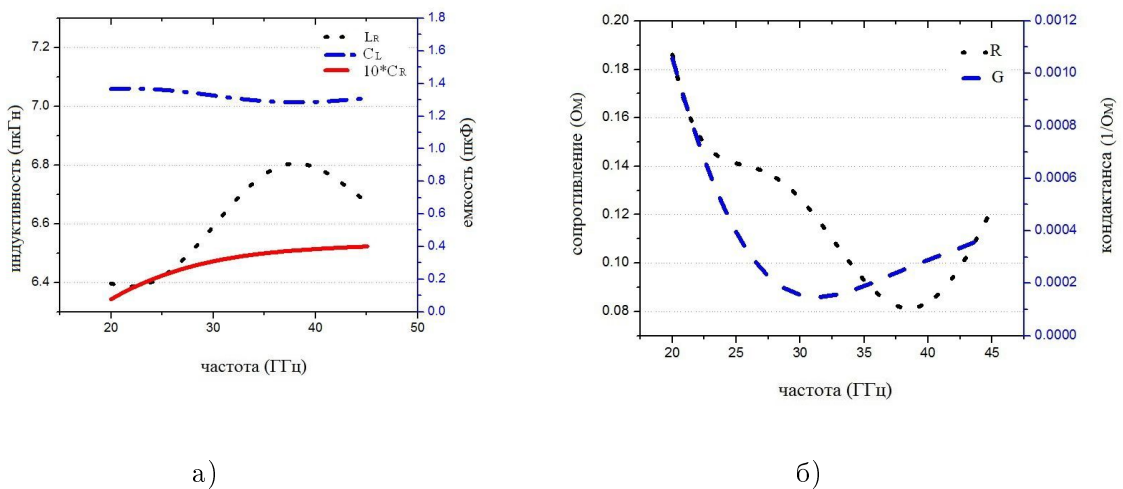 7.2
7.0
6.8
6.6
6.4
индуктивность (пкГн)
L_R
C_L
10*C_R
1.8
1.6
1.4
1.2
1.0
0.8
0.6
0.4
0.2
0.0
емкость (пкФ)
20 30 40 50
частота (ГГц)
а)
0.20
0.18
0.16
0.14
0.12
0.10
0.08
сопротивление (Ом)
R
G
0.0012
0.0010
0.0008
0.0006
0.0004
0.0002
0.0000
кондактанса (1/Ом)
20 25 30 35 40 45
частота (ГГц)
б)